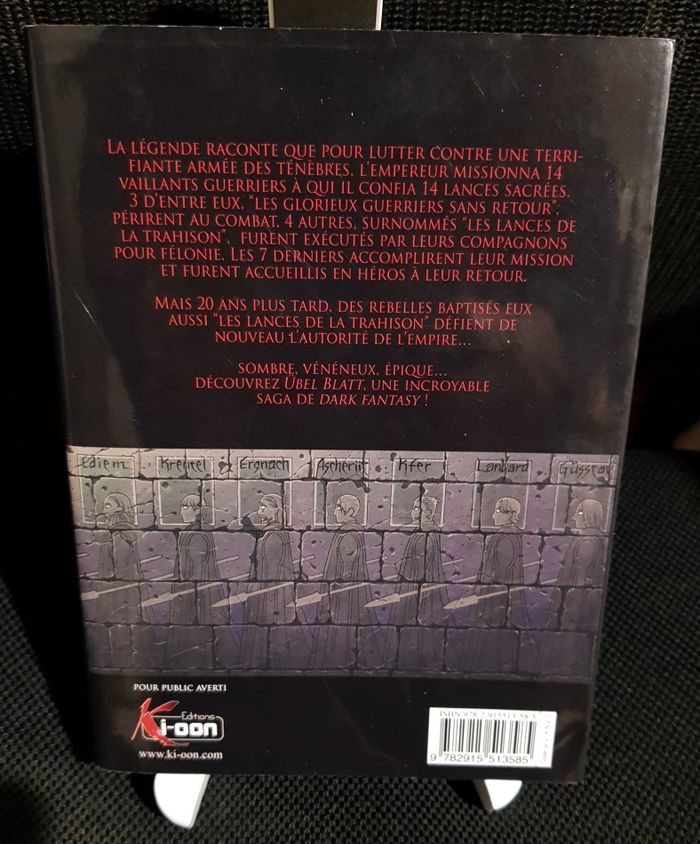 LA LÉGENDE RACONTE QUE POUR LUTTER CONTRE UNE TERRI-
FIANTE ARMÉE DES TÉNÈBRES, L'EMPEREUR MISSIONNA 14
VAILLANTS GUERRIERS À QUI IL CONFIA 14 LANCES SACRÉES.
3 D'ENTRE EUX, "LES GLORIEUX GUERRIERS SANS RETOUR",
PÉRIRENT AU COMBAT. 4 AUTRES, SURNOMMÉS "LES LANCES DE
LA TRAHISON", FURENT EXÉCUTÉS PAR LEURS COMPAGNONS
POUR FÉLONIE. LES 7 DERNIERS ACCOMPLIRENT LEUR MISSION
ET FURENT ACCUEILLIS EN HÉROS À LEUR RETOUR.
MAIS 20 ANS PLUS TARD, DES REBELLES BAPTISÉS EUX
AUSSI "LES LANCES DE LA TRAHISON" DÉFIENT DE
NOUVEAU L'AUTORITÉ DE L'EMPIRE...
SOMBRE, VÉNÉNEUX, ÉPIQUE...
DÉCOUVREZ ÜBEL BLATT, UNE INCROYABLE
SAGA DE DARK FANTASY !
Ediem Krentel Ergnach Ascheriit Kfer Lanbard Güsstav
POUR PUBLIC AVERTI
Editions
Ki-oon
www.ki-oon.com
9 782915 513585